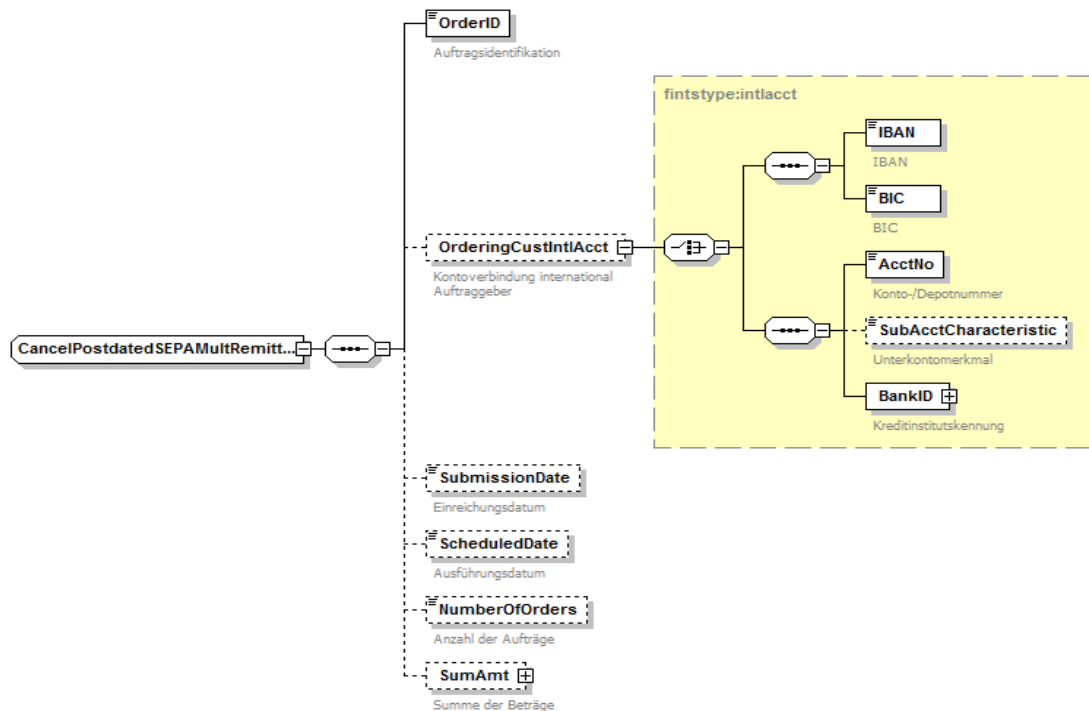 OrderID
Auftragsidentifikation
fintstype:intlacct
IBAN
IBAN
BIC
BIC
OrderingCustIntlAcct
Kontoverbindung international
Auftraggeber
AcctNo
Konto-/Depotnummer
SubAcctCharacteristic
Unterkontomerkmal
BankID
Kreditinstitutskennung
CancelPostdatedSEPAMultRemitt...
SubmissionDate
Einreichungsdatum
ScheduledDate
Ausführungsdatum
NumberOfOrders
Anzahl der Aufträge
SumAmt
Summe der Beträge